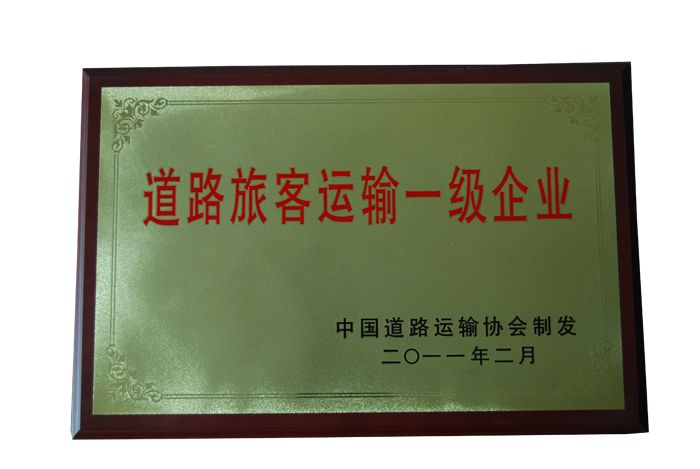 道路旅客运输一级企业
中国道路运输协会制发
二〇一一年二月